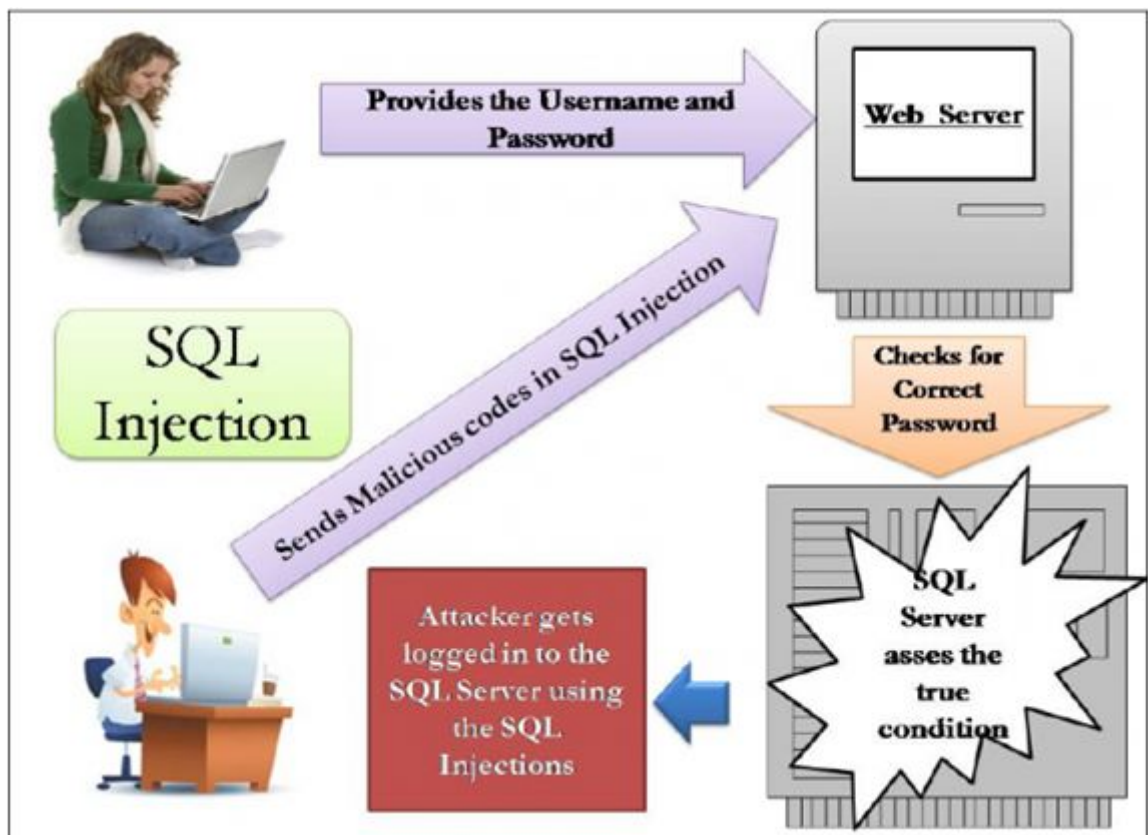 Provides the Username and
Password
Web Server
Sends Malicious codes in SQL Injection
SQL
Injection
Checks for
Correct
Password
SQL
Server
asses the
true
condition
Attacker gets
logged in to the
SQL Server using
the SQL
Injections